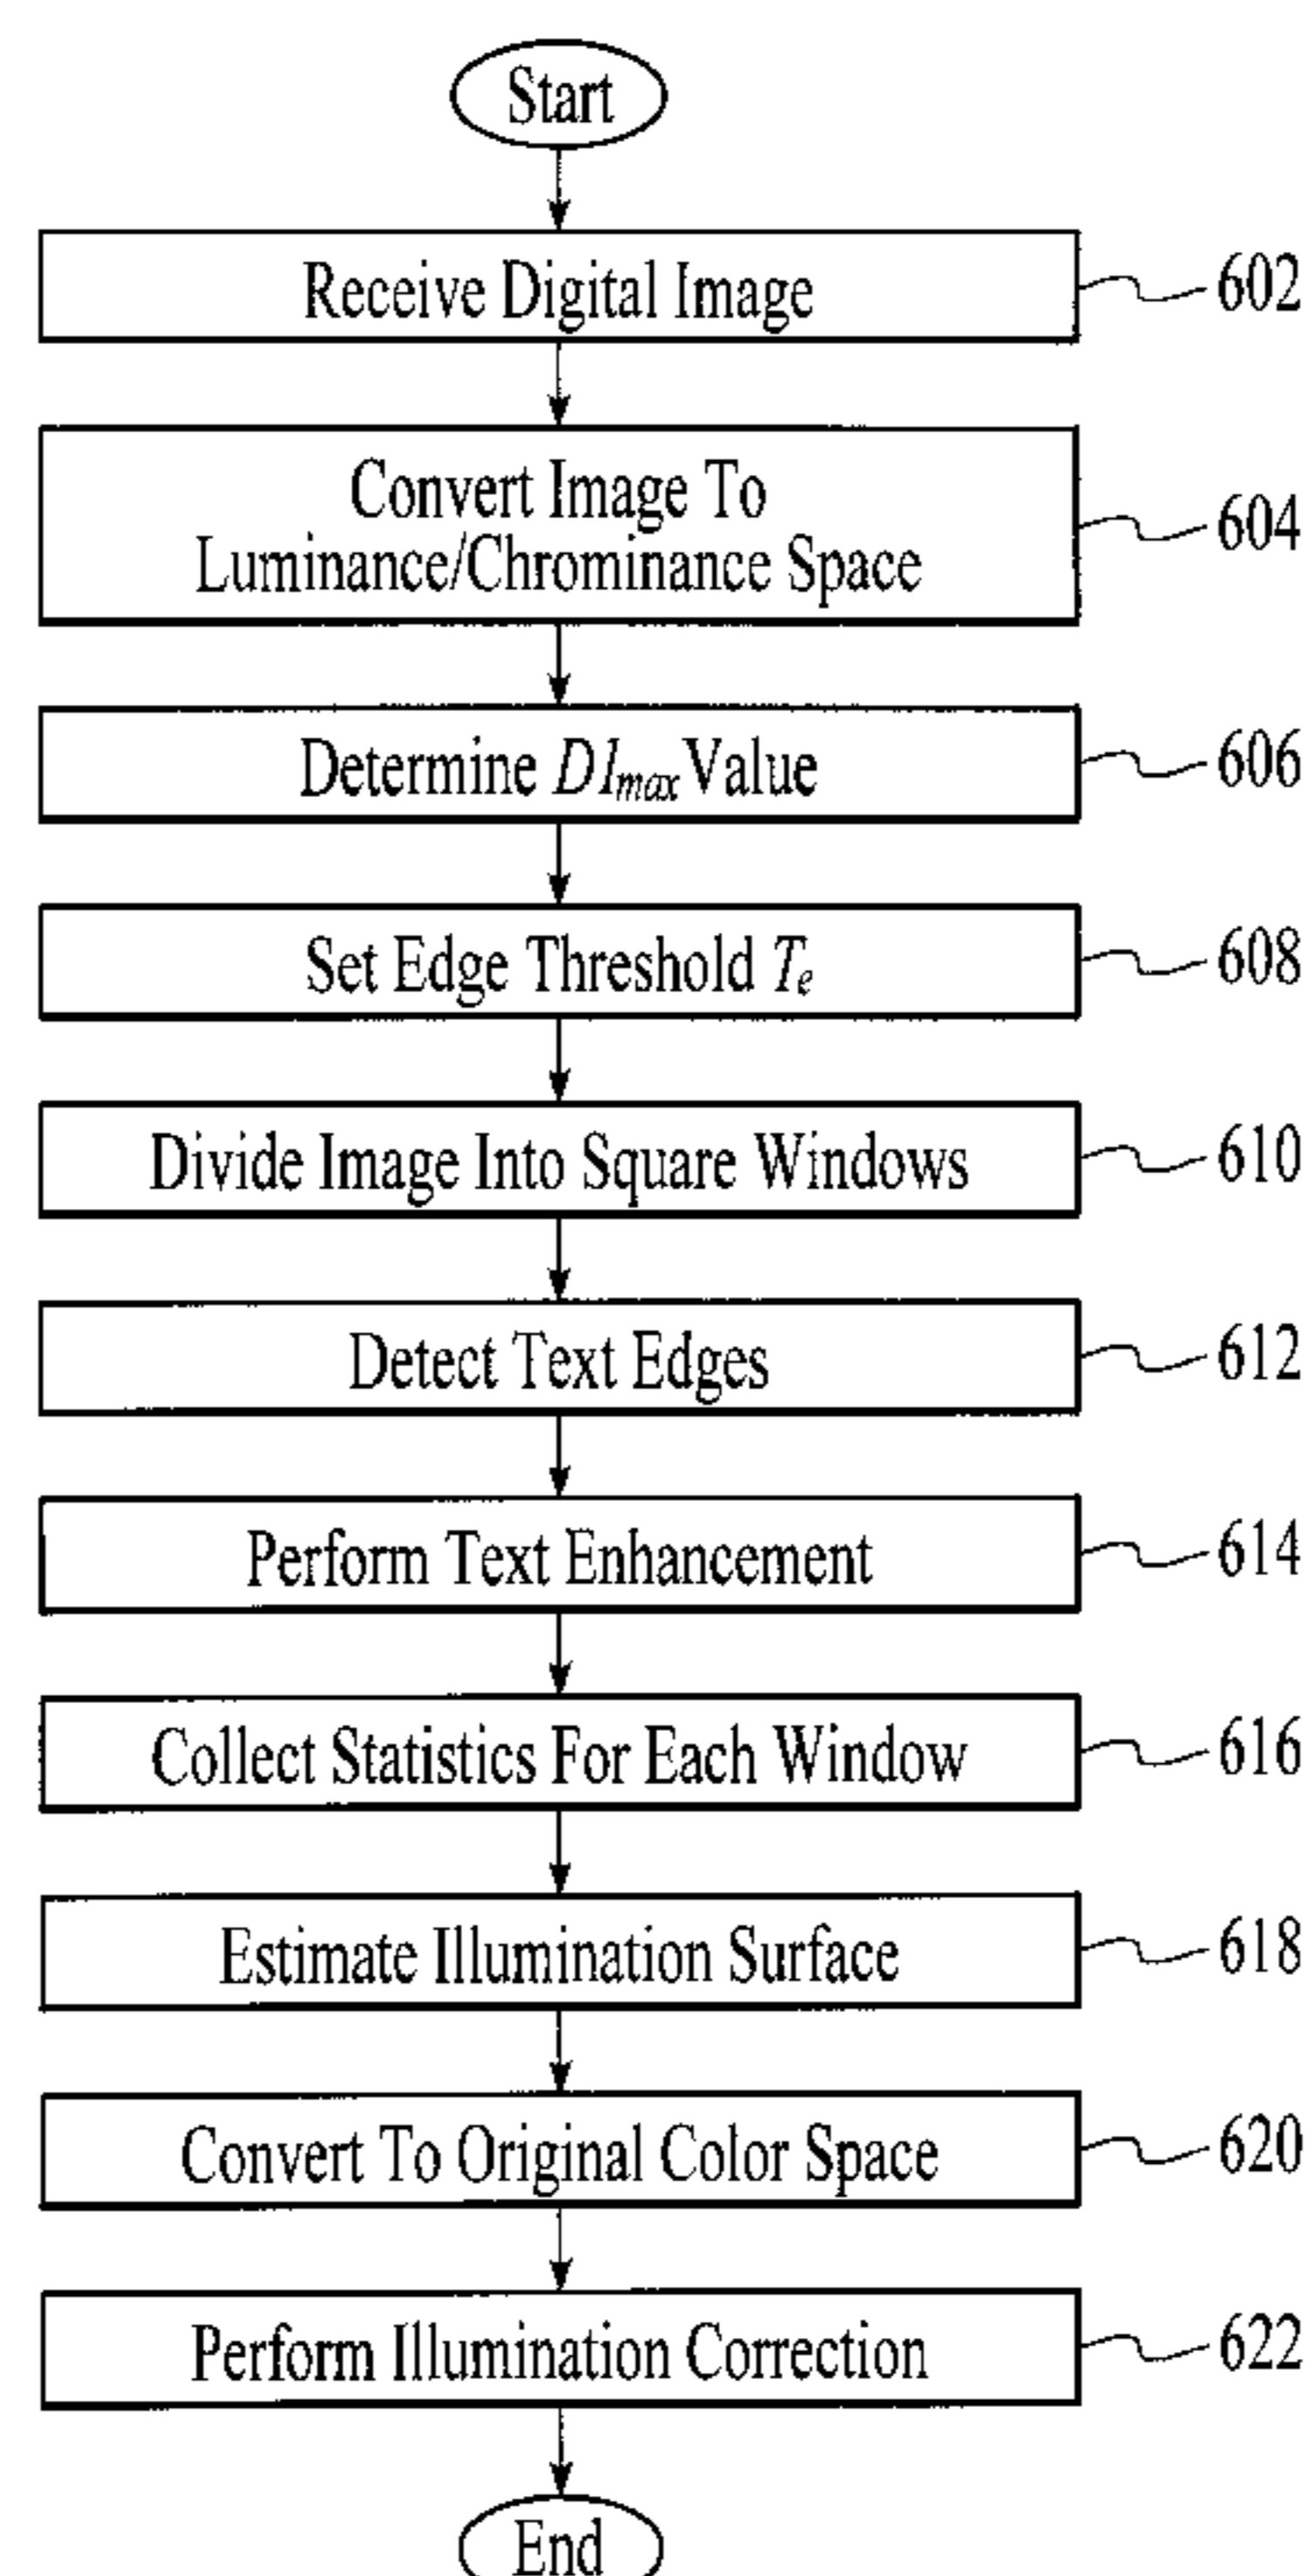 Start
Receive Digital Image
602
Convert Image To
Luminance/Chrominance Space
604
Determine DImax Value
606
Set Edge Threshold Te
608
Divide Image Into Square Windows
610
Detect Text Edges
612
Perform Text Enhancement
614
Collect Statistics For Each Window
616
Estimate Illumination Surface
618
Convert To Original Color Space
620
Perform Illumination Correction
622
End